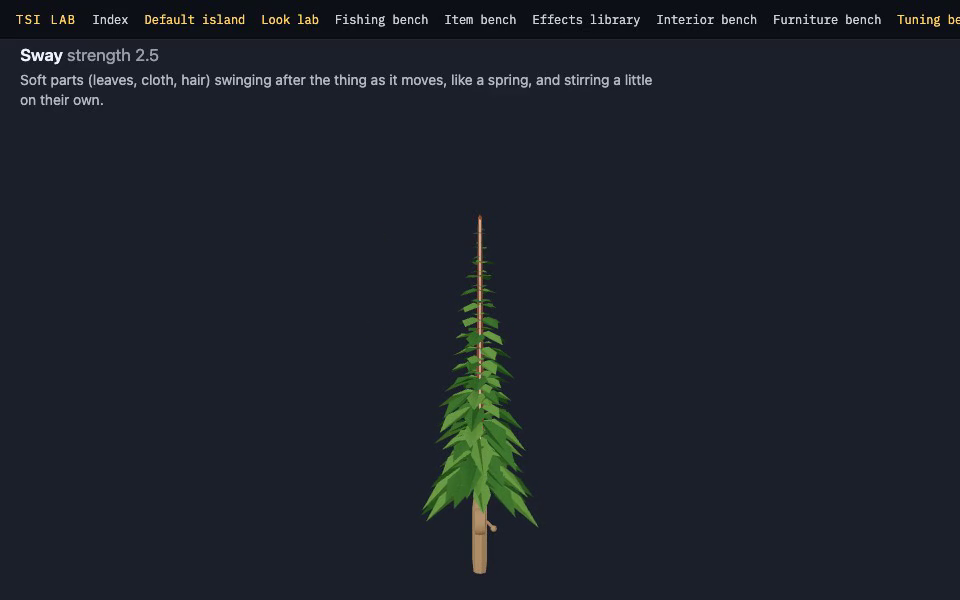 TSI LAB Index Default island Look lab Fishing bench Item bench Effects library Interior bench Furniture bench Tuning be
Sway strength 2.5
Soft parts (leaves, cloth, hair) swinging after the thing as it moves, like a spring, and stirring a little
on their own.